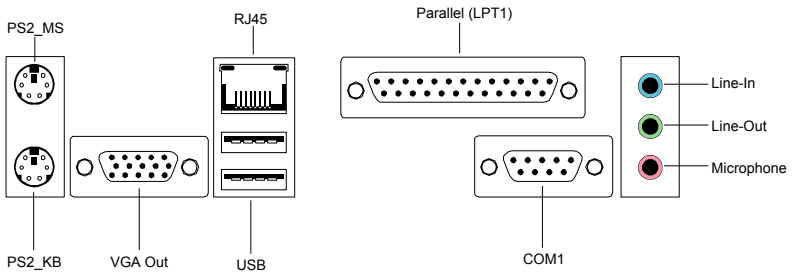 Parallel (LPT1)
RJ45
PS2_MS
Line-In
Line-Out
Microphone
PS2_KB
VGA Out
USB
COM1